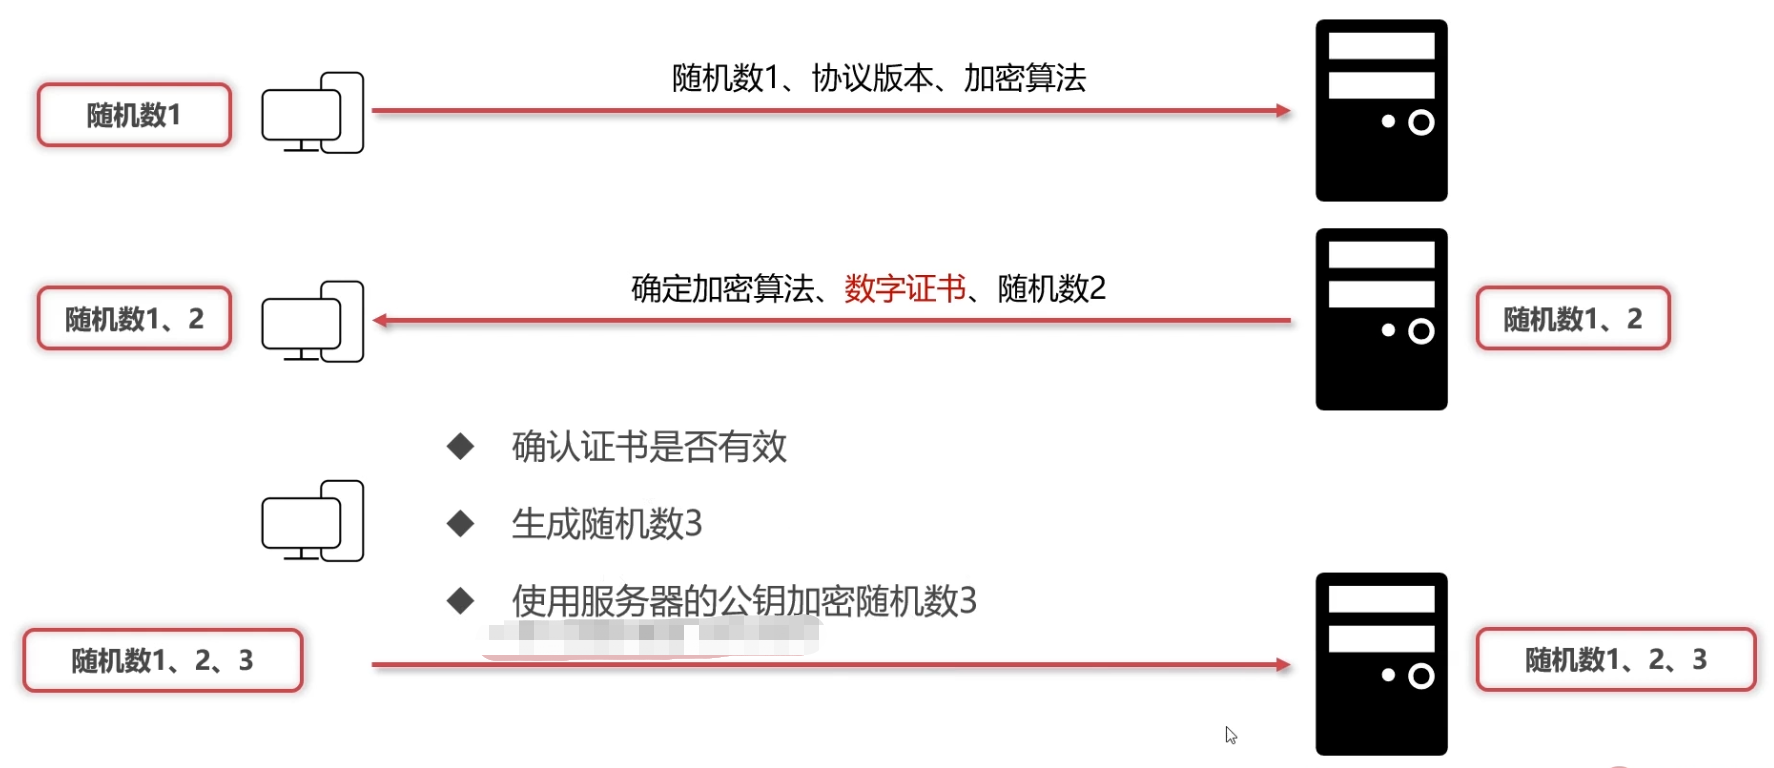 随机数1、协议版本、加密算法
随机数1
确定加密算法、数字证书、随机数2
随机数1、2
随机数1、2
确认证书是否有效
生成随机数3
使用服务器的公钥加密随机数3
随机数1、2、3
随机数1、2、3